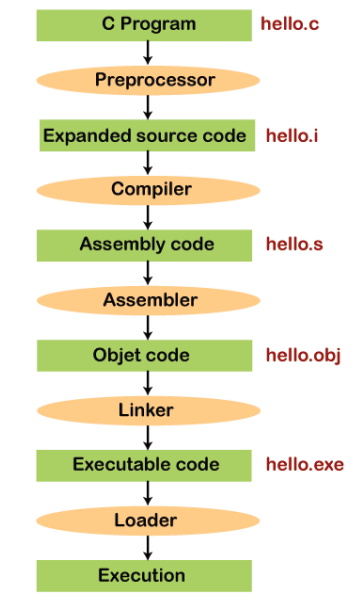 C Program hello.c
Preprocessor
Expanded source code hello.i
Compiler
Assembly code hello.s
Assembler
Objet code hello.obj
Linker
Executable code hello.exe
Loader
Execution